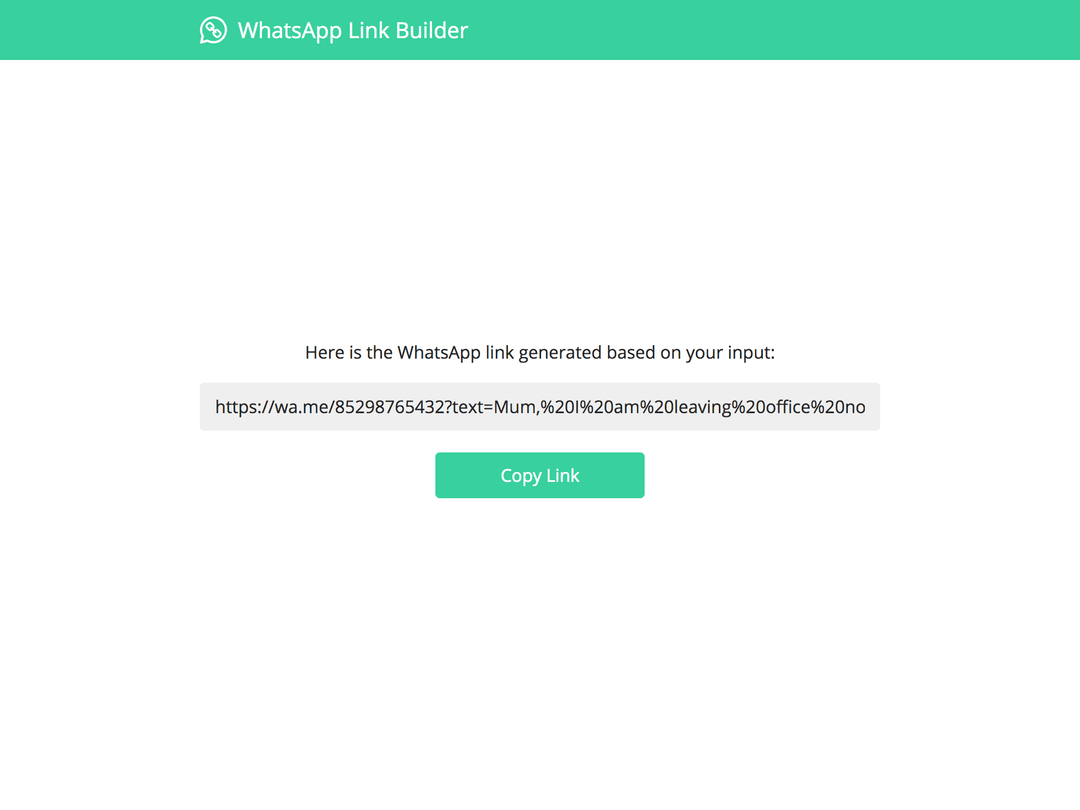 WhatsApp Link Builder
Here is the WhatsApp link generated based on your input:
https://wa.me/85298765432?text=Mum,%20I%20am%20leaving%20office%20no
Copy Link